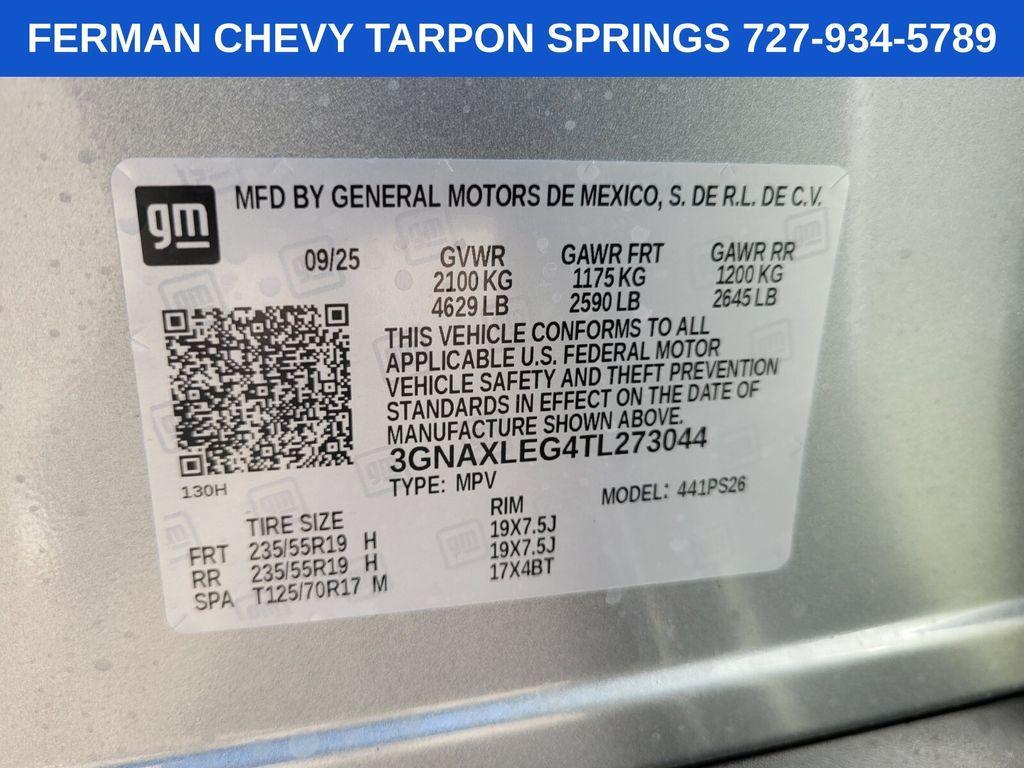 FERMAN CHEVY TARPON SPRINGS 727-934-5789
gm
MFD BY GENERAL MOTORS DE MEXICO, S. DE R.L. DE C.V.
09/25 GVWR GAWR FRT GAWR RR
2100 KG 1175 KG 1200 KG
4629 LB 2590 LB 2645 LB
THIS VEHICLE CONFORMS TO ALL
APPLICABLE U.S. FEDERAL MOTOR
VEHICLE SAFETY AND THEFT PREVENTION
STANDARDS IN EFFECT ON THE DATE OF
MANUFACTURE SHOWN ABOVE.
3GNAXLEG4TL273044
130H
TYPE: MPV MODEL: 441PS26
TIRE SIZE RIM
FRT 235/55R19 H 19X7.5J
RR 235/55R19 H 19X7.5J
SPA T125/70R17 M 17X4BT